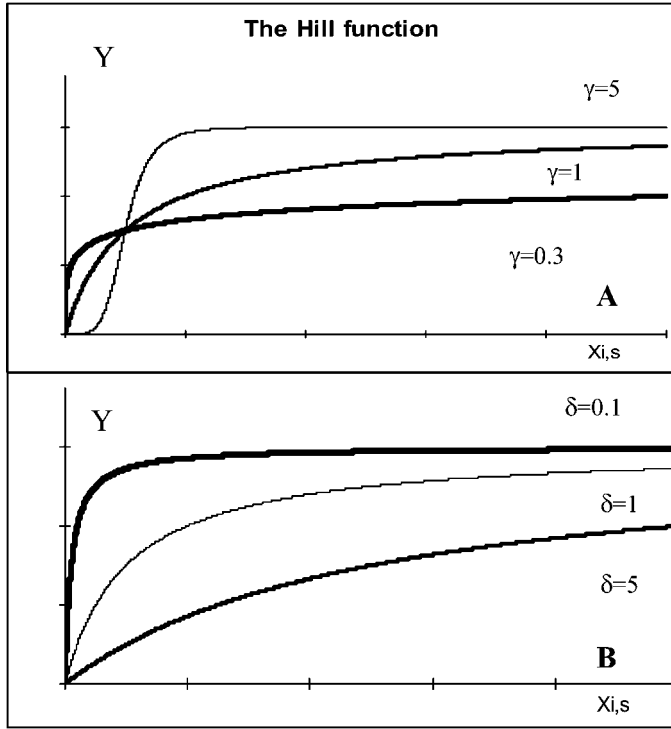 The Hill function
Y
γ=5
γ=1
γ=0.3
A
Xi,s
Y
δ=0.1
δ=1
δ=5
B
Xi,s